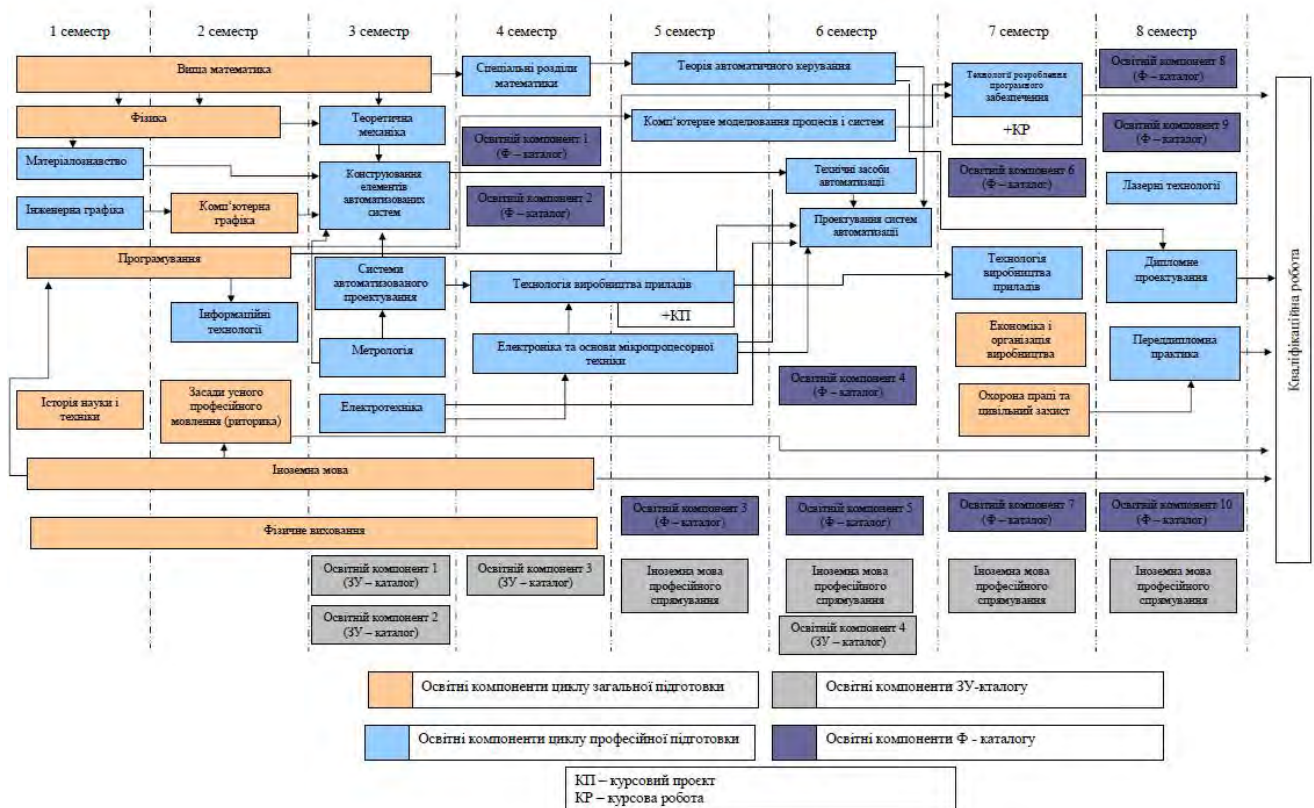 1 семестр
2 семестр
3 семестр
4 семестр
5 семестр
6 семестр
7 семестр
8 семестр
Вища математика
Спеціальні розділи
математики
Теорія автоматичного керування
Технології розроблення
програмного
забезпечення
+КР
Освітній компонент 8
(Ф – каталог)
Фізика
Теоретична
механіка
Освітній компонент 1
(Ф – каталог)
Комп'ютерне моделювання процесів і систем
Освітній компонент 9
(Ф – каталог)
Матеріалознавство
Конструювання
елементів
автоматизованих
систем
Технічні засоби
автоматизації
Освітній компонент 6
(Ф – каталог)
Лазерні технології
Інженерна графіка
Комп'ютерна
графіка
Освітній компонент 2
(Ф – каталог)
Проектування систем
автоматизації
Програмування
Системи
автоматизованого
проектування
Технологія виробництва приладів
+КП
Технологія
виробництва
приладів
Дипломне
проектування
Інформаційні
технології
Метрологія
Електроніка та основи мікропроцесорної
техніки
Економіка і
організація
виробництва
Переддипломна
практика
Історія науки і
техніки
Засади усного
професійного
мовлення (риторика)
Електротехніка
Освітній компонент 4
(Ф – каталог)
Охорона праці та
цивільний захист
Іноземна мова
Фізичне виховання
Освітній компонент 3
(Ф – каталог)
Освітній компонент 5
(Ф – каталог)
Освітній компонент 7
(Ф – каталог)
Освітній компонент 10
(Ф – каталог)
Освітній компонент 1
(ЗУ – каталог)
Освітній компонент 3
(ЗУ – каталог)
Іноземна мова
професійного
спрямування
Іноземна мова
професійного
спрямування
Іноземна мова
професійного
спрямування
Іноземна мова
професійного
спрямування
Освітній компонент 2
(ЗУ – каталог)
Освітній компонент 4
(ЗУ – каталог)
Кваліфікаційна робота
Освітні компоненти циклу загальної підготовки
Освітні компоненти ЗУ-кталогу
Освітні компоненти циклу професійної підготовки
Освітні компоненти Ф - каталогу
КП – курсовий проєкт
КР – курсова робота